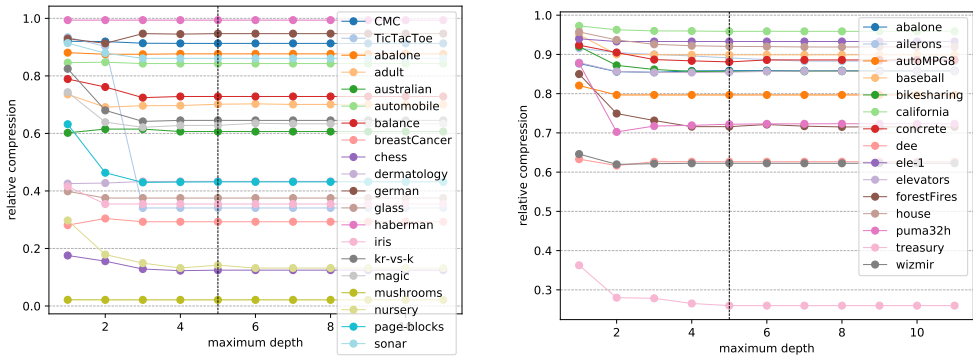 relative compression
1.0
0.8
0.6
0.4
0.2
0.0
2
4
6
8
maximum depth
CMC
TicTacToe
abalone
adult
australian
automobile
balance
breastCancer
chess
dermatology
german
glass
haberman
iris
kr-vs-k
magic
mushrooms
nursery
page-blocks
sonar
relative compression
1.0
0.9
0.8
0.7
0.6
0.5
0.4
0.3
2
4
6
8
10
maximum depth
abalone
ailerons
autoMPG8
baseball
bikesharing
california
concrete
dee
ele-1
elevators
forestFires
house
puma32h
treasury
wizmir